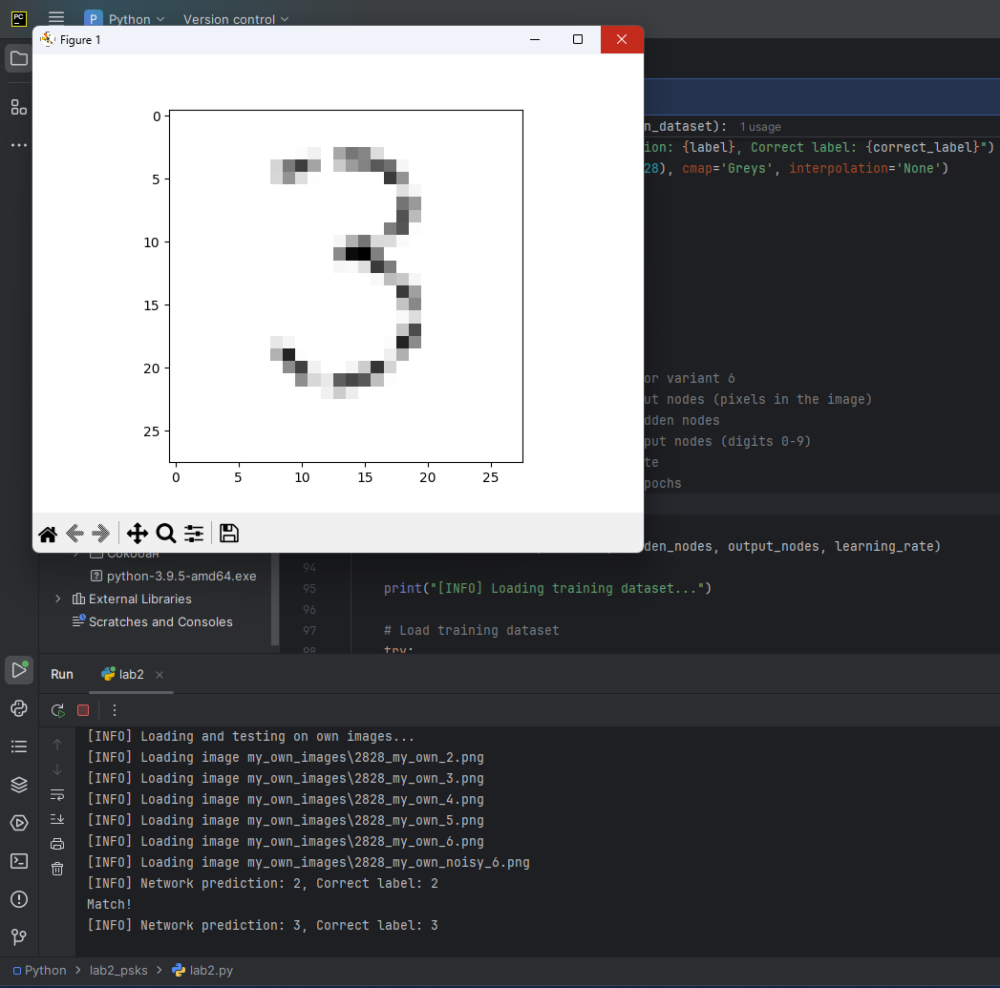 PC
P Python
Version control
Figure 1
n_dataset): 1 usage
ion: {label}, Correct label: {correct_label}")
28), cmap='Greys', interpolation='None')
0
5
10
15
20
25
0 5 10 15 20 25
or variant 6
ut nodes (pixels in the image)
dden nodes
put nodes (digits 0-9)
te
pochs
den_nodes, output_nodes, learning_rate)
Сокобан
python-3.9.5-amd64.exe
External Libraries
Scratches and Consoles
94
95 print("[INFO] Loading training dataset...")
96
97 # Load training dataset
98 try:
Run lab2
[INFO] Loading and testing on own images...
[INFO] Loading image my_own_images\2828_my_own_2.png
[INFO] Loading image my_own_images\2828_my_own_3.png
[INFO] Loading image my_own_images\2828_my_own_4.png
[INFO] Loading image my_own_images\2828_my_own_5.png
[INFO] Loading image my_own_images\2828_my_own_6.png
[INFO] Loading image my_own_images\2828_my_own_noisy_6.png
[INFO] Network prediction: 2, Correct label: 2
Match!
[INFO] Network prediction: 3, Correct label: 3
Python > lab2_psks > lab2.py